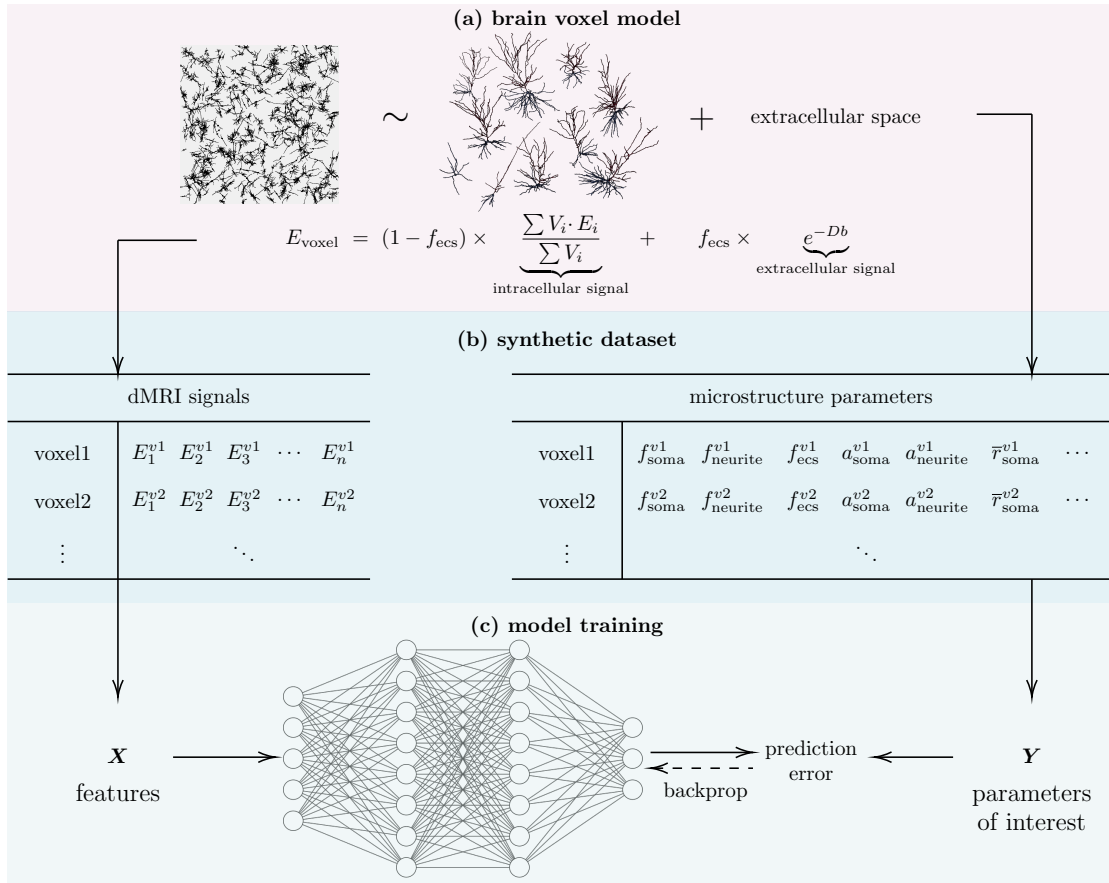 (a) brain voxel model
∼ + extracellular space
E_voxel = (1 − f_ecs) × \frac{∑ V_i · E_i}{∑ V_i} + f_ecs × e^{−Db}
intracellular signal
extracellular signal
(b) synthetic dataset
dMRI signals
voxel1 E_1^{v1} E_2^{v1} E_3^{v1} ⋯ E_n^{v1}
voxel2 E_1^{v2} E_2^{v2} E_3^{v2} ⋯ E_n^{v2}
⋮ ⋱
microstructure parameters
voxel1 f_soma^{v1} f_neurite^{v1} f_ecs^{v1} a_soma^{v1} a_neurite^{v1} r̅_soma^{v1} ⋯
voxel2 f_soma^{v2} f_neurite^{v2} f_ecs^{v2} a_soma^{v2} a_neurite^{v2} r̅_soma^{v2} ⋯
⋮ ⋱
(c) model training
X
features
prediction
error
backprop
Y
parameters
of interest